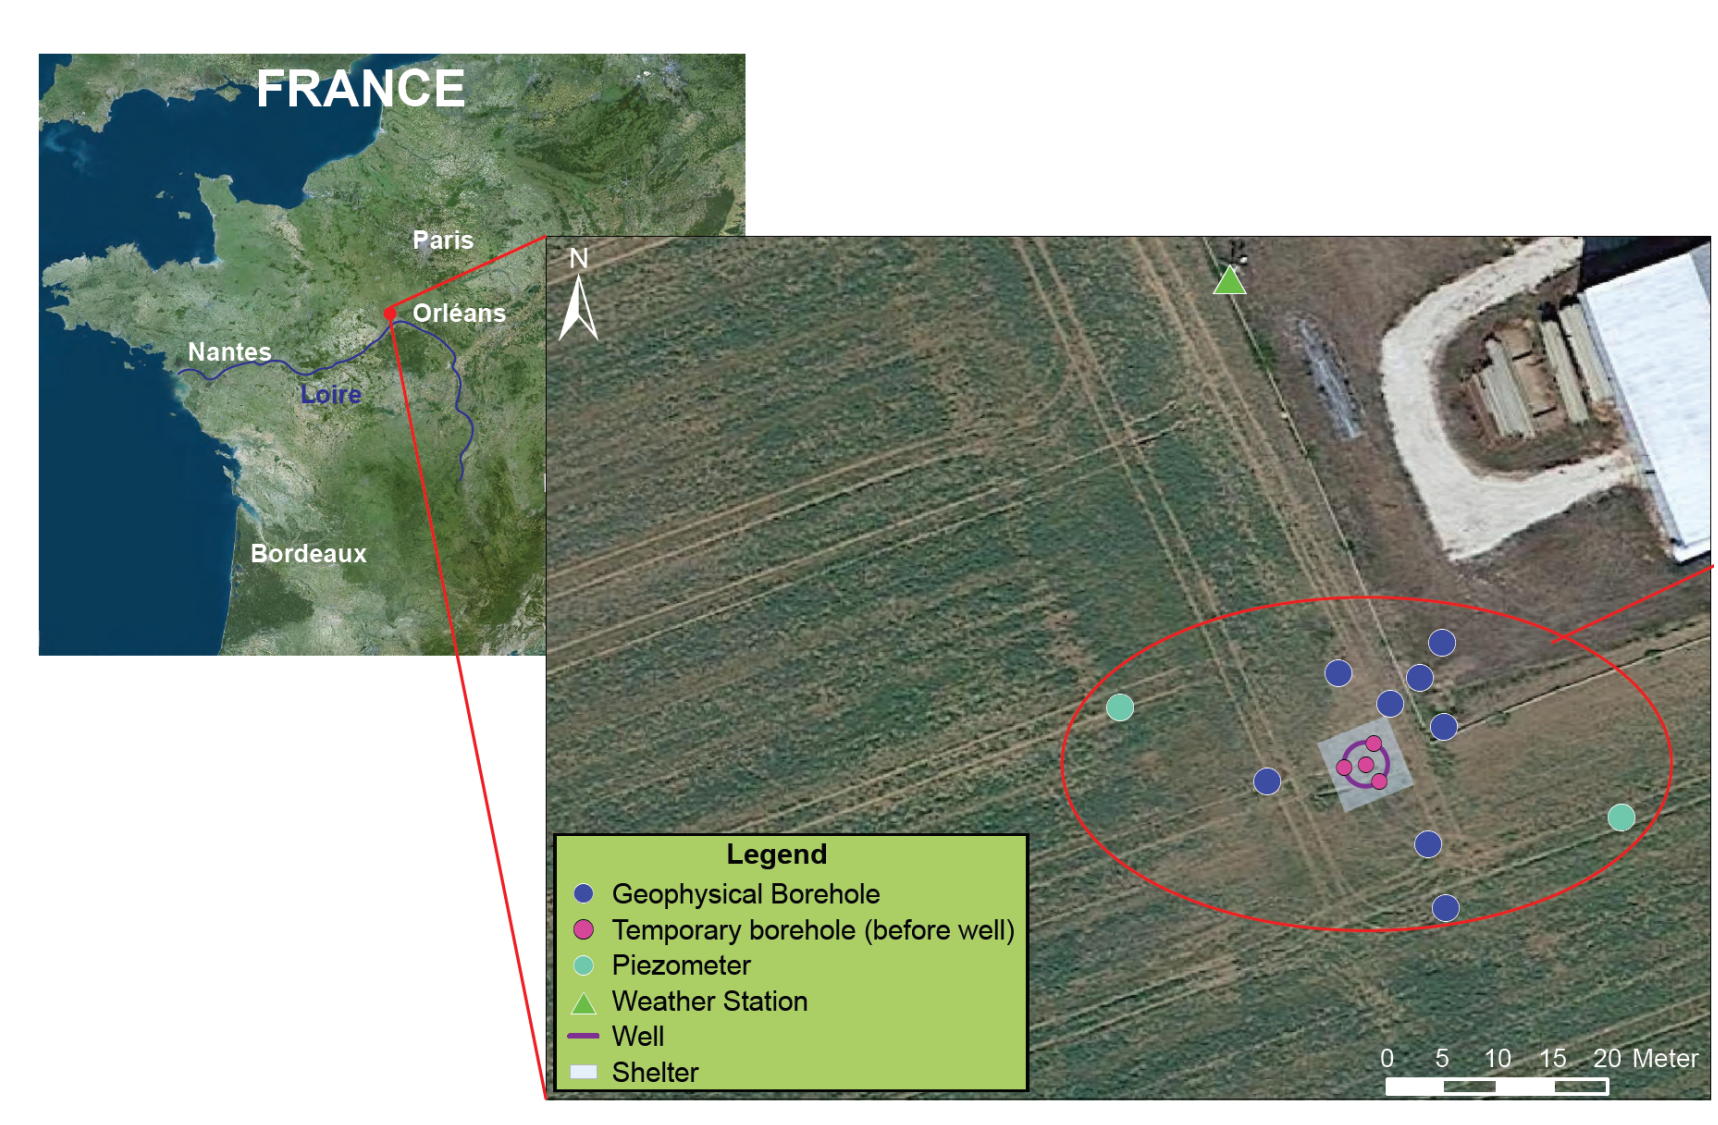 FRANCE
Paris
Orléans
Nantes
Loire
Bordeaux
N
Legend
Geophysical Borehole
Temporary borehole (before well)
Piezometer
Weather Station
Well
Shelter
0 5 10 15 20 Meter